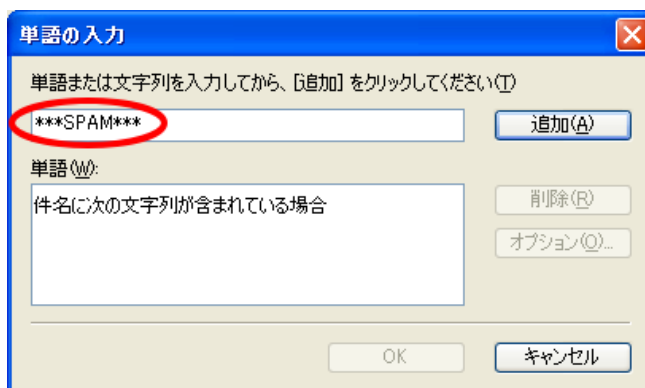 単語の入力
単語または文字列を入力してから、[追加] をクリックしてください(T)
***SPAM***
追加(A)
単語(W):
件名に次の文字列が含まれている場合
削除(R)
オプション(O)...
OK
キャンセル